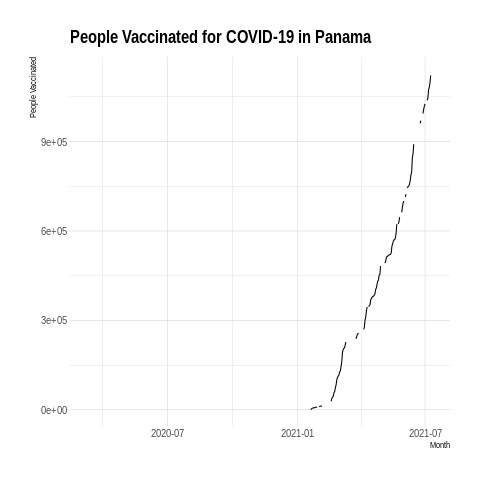 People Vaccinated for COVID-19 in Panama
People Vaccinated
9e+05
6e+05
3e+05
0e+00
2020-07
2021-01
2021-07
Month